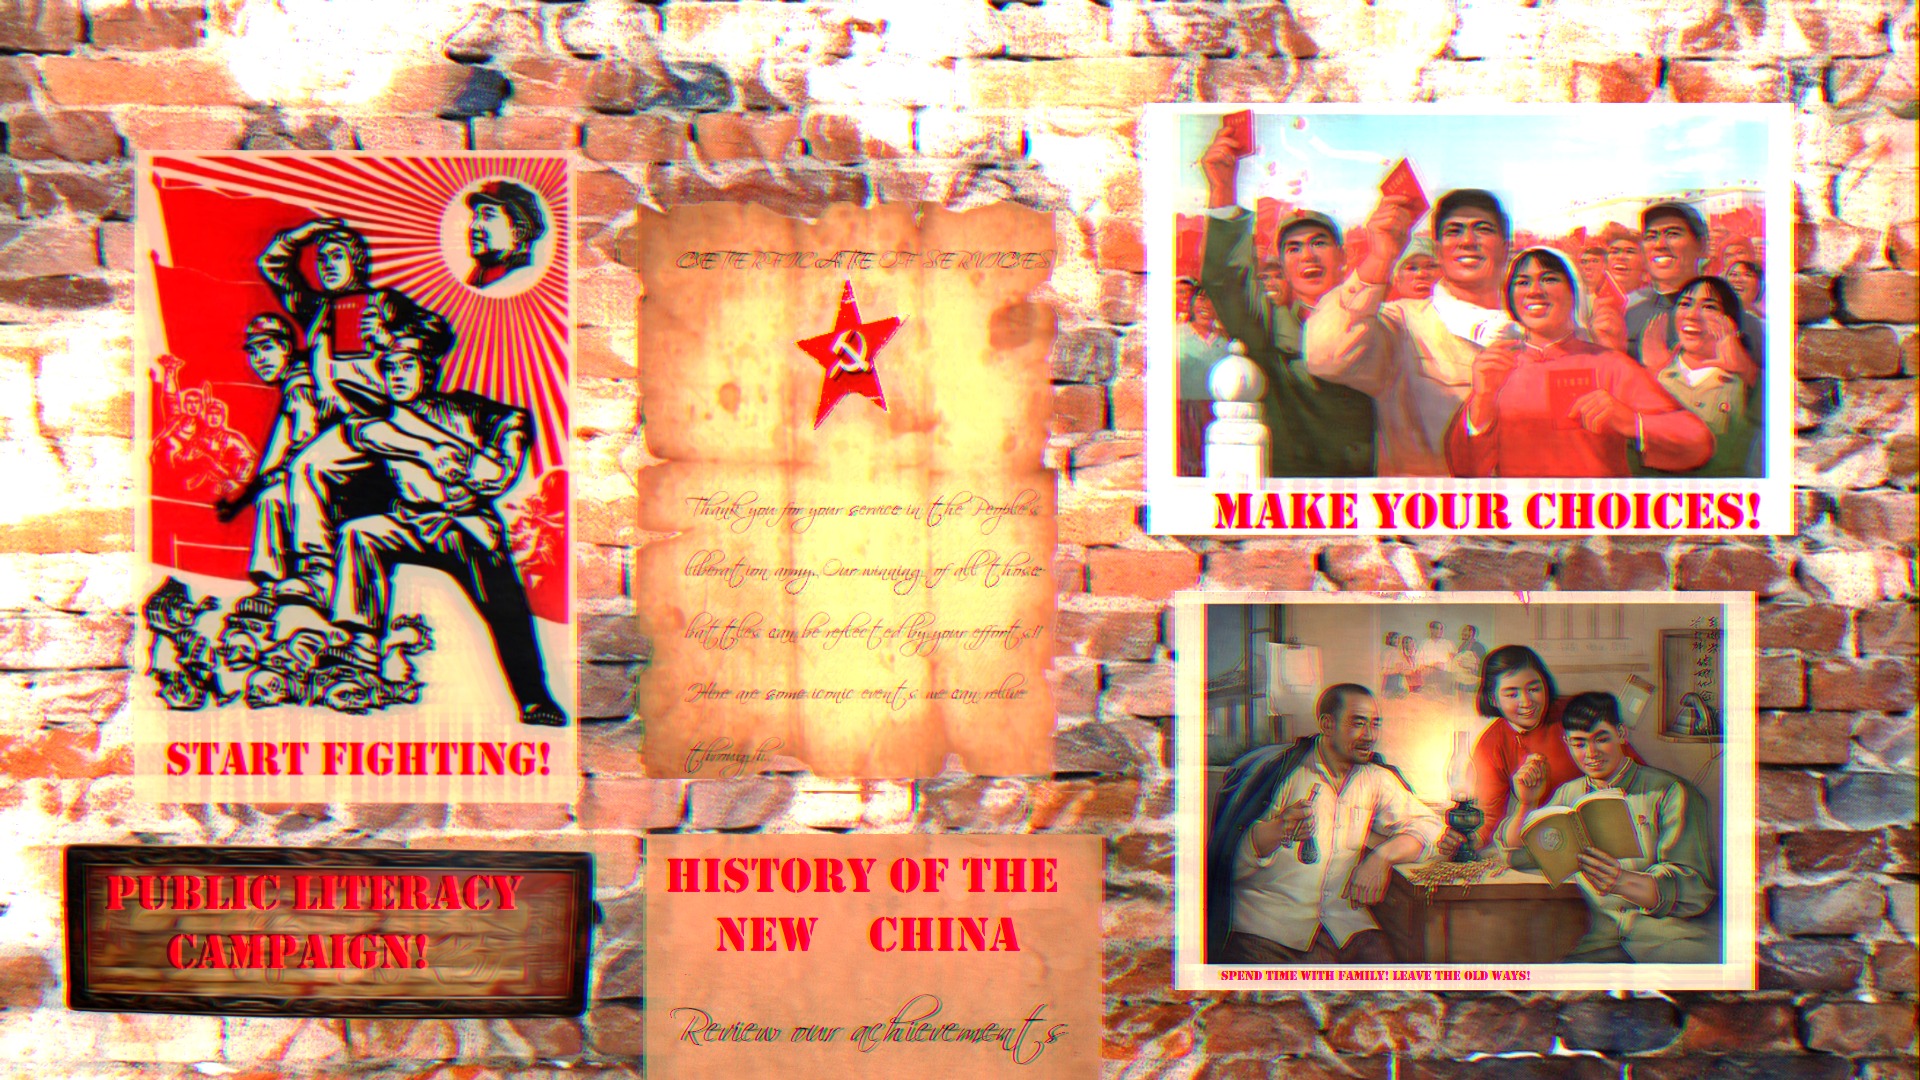 START FIGHTING!
PUBLIC LITERACY
CAMPAIGN!
CETERFICATE OF SERVICES
Thank you for your service in the People's
liberation army. Our winning of all those
battles can be reflected by your efforts!!
Here are some iconic events we can relive
through...
HISTORY OF THE
NEW CHINA
Review our achievements
MAKE YOUR CHOICES!
SPEND TIME WITH FAMILY! LEAVE THE OLD WAYS!